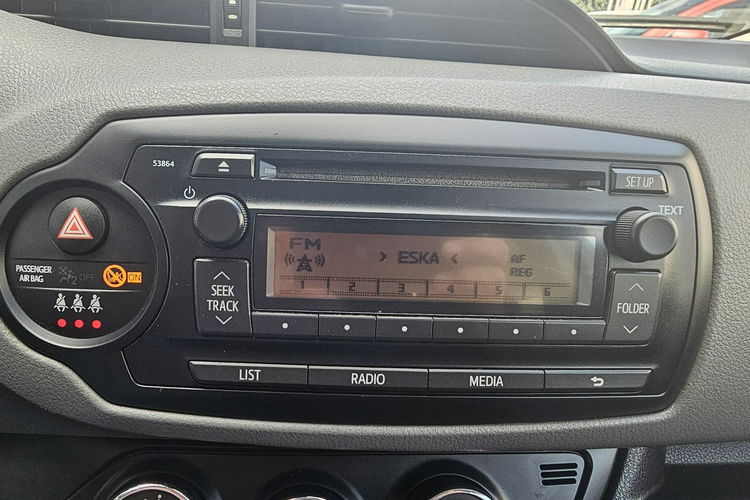 53864
SET UP
TEXT
FM
> ESKA <
AF
REG
1 2 3 4 5 6
PASSENGER
AIR BAG
OFF
ON
SEEK
TRACK
FOLDER
LIST
RADIO
MEDIA